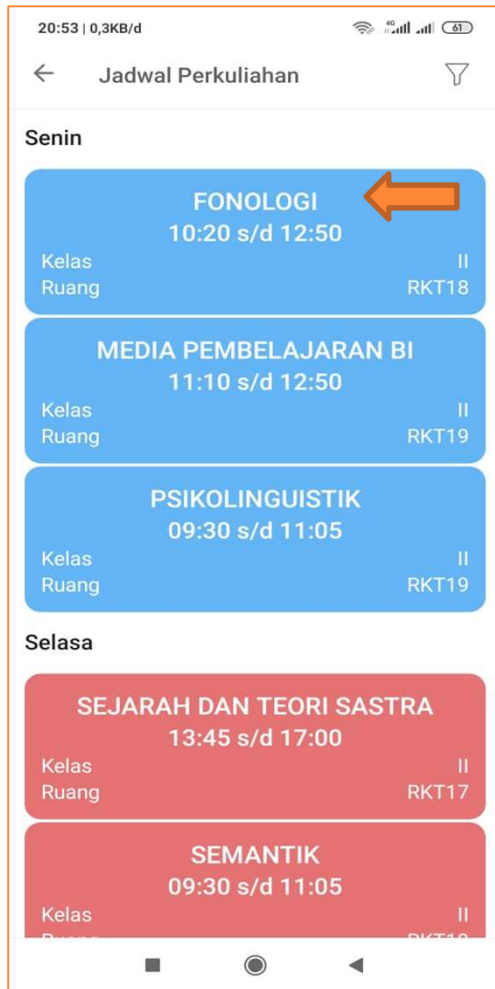 20:53 | 0,3KB/d 4G 61
Jadwal Perkuliahan
Senin
FONOLOGI
10:20 s/d 12:50
Kelas II
Ruang RKT18
MEDIA PEMBELAJARAN BI
11:10 s/d 12:50
Kelas II
Ruang RKT19
PSIKOLINGUISTIK
09:30 s/d 11:05
Kelas II
Ruang RKT19
Selasa
SEJARAH DAN TEORI SASTRA
13:45 s/d 17:00
Kelas II
Ruang RKT17
SEMANTIK
09:30 s/d 11:05
Kelas II